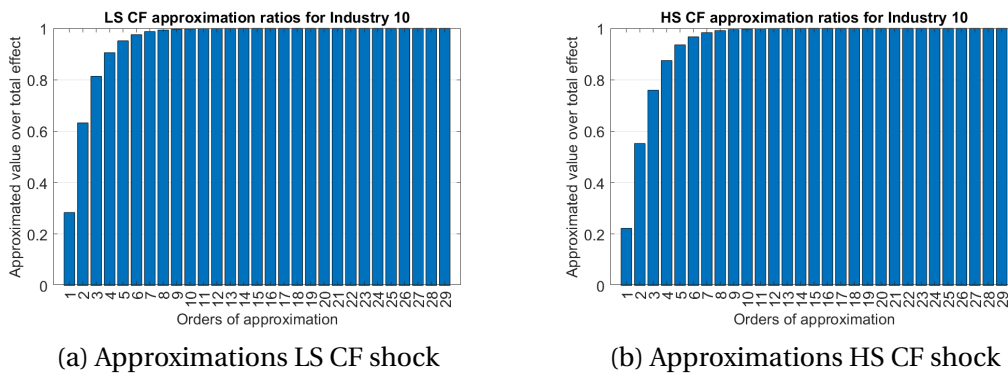 LS CF approximation ratios for Industry 10
Approximated value over total effect
1
0.8
0.6
0.4
0.2
0
1 2 3 4 5 6 7 8 9 10 11 12 13 14 15 16 17 18 19 20 21 22 23 24 25 26 27 28 29
Orders of approximation
(a) Approximations LS CF shock
HS CF approximation ratios for Industry 10
Approximated value over total effect
1
0.8
0.6
0.4
0.2
0
1 2 3 4 5 6 7 8 9 10 11 12 13 14 15 16 17 18 19 20 21 22 23 24 25 26 27 28 29
Orders of approximation
(b) Approximations HS CF shock